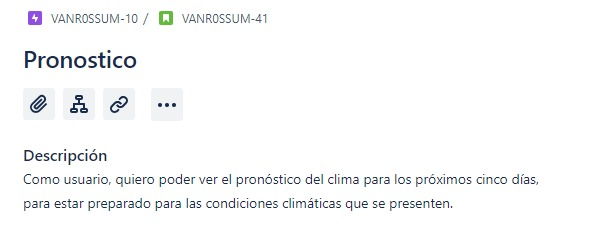 VANR0SSUM-10 / VANR0SSUM-41
Pronostico
Descripción
Como usuario, quiero poder ver el pronóstico del clima para los próximos cinco días,
para estar preparado para las condiciones climáticas que se presenten.